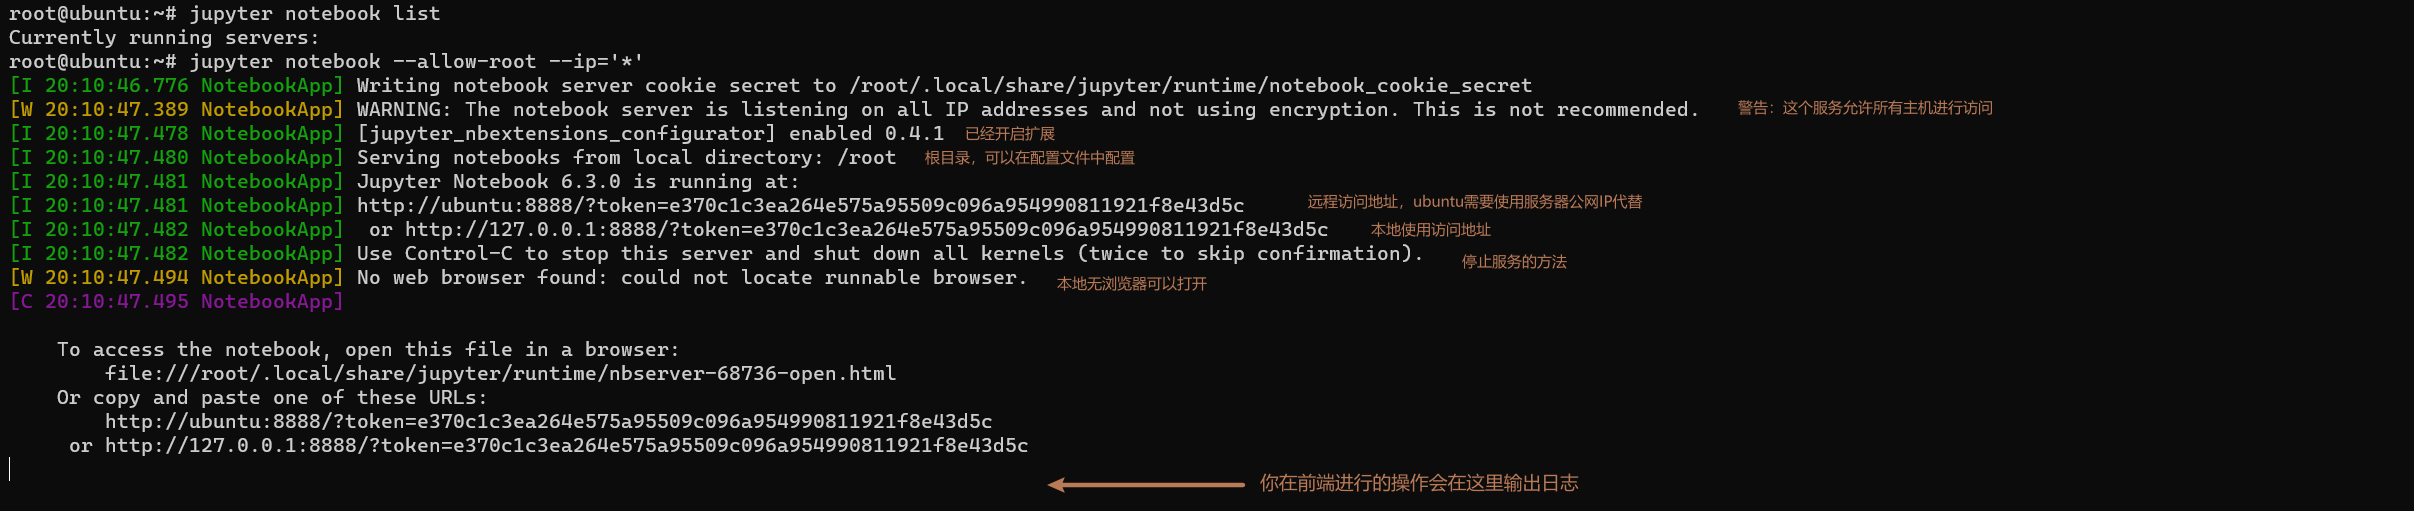 root@ubuntu:~# jupyter notebook list
Currently running servers:
root@ubuntu:~# jupyter notebook --allow-root --ip='*'
[I 20:10:46.776 NotebookApp] Writing notebook server cookie secret to /root/.local/share/jupyter/runtime/notebook_cookie_secret
[W 20:10:47.389 NotebookApp] WARNING: The notebook server is listening on all IP addresses and not using encryption. This is not recommended. 警告：这个服务允许所有主机进行访问
[I 20:10:47.478 NotebookApp] [jupyter_nbextensions_configurator] enabled 0.4.1 已经开启扩展
[I 20:10:47.480 NotebookApp] Serving notebooks from local directory: /root 根目录，可以在配置文件中配置
[I 20:10:47.481 NotebookApp] Jupyter Notebook 6.3.0 is running at:
[I 20:10:47.481 NotebookApp] http://ubuntu:8888/?token=e370c1c3ea264e575a95509c096a954990811921f8e43d5c 远程访问地址，ubuntu需要使用服务器公网IP代替
[I 20:10:47.482 NotebookApp]  or http://127.0.0.1:8888/?token=e370c1c3ea264e575a95509c096a954990811921f8e43d5c 本地使用访问地址
[I 20:10:47.482 NotebookApp] Use Control-C to stop this server and shut down all kernels (twice to skip confirmation). 停止服务的方法
[W 20:10:47.494 NotebookApp] No web browser found: could not locate runnable browser. 本地无浏览器可以打开
[C 20:10:47.495 NotebookApp]
To access the notebook, open this file in a browser:
file:///root/.local/share/jupyter/runtime/nbserver-68736-open.html
Or copy and paste one of these URLs:
http://ubuntu:8888/?token=e370c1c3ea264e575a95509c096a954990811921f8e43d5c
or http://127.0.0.1:8888/?token=e370c1c3ea264e575a95509c096a954990811921f8e43d5c
你在前端进行的操作会在这里输出日志